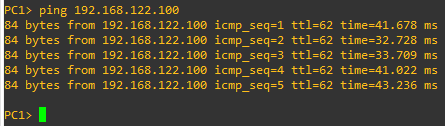 PC1> ping 192.168.122.100
84 bytes from 192.168.122.100 icmp_seq=1 ttl=62 time=41.678 ms
84 bytes from 192.168.122.100 icmp_seq=2 ttl=62 time=32.728 ms
84 bytes from 192.168.122.100 icmp_seq=3 ttl=62 time=33.709 ms
84 bytes from 192.168.122.100 icmp_seq=4 ttl=62 time=41.022 ms
84 bytes from 192.168.122.100 icmp_seq=5 ttl=62 time=43.236 ms
PC1>